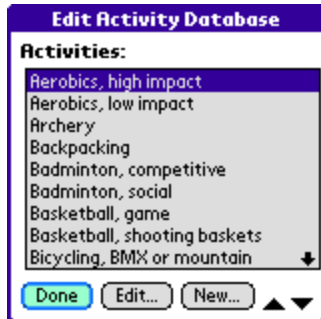 Edit Activity Database
Activities:
Aerobics, high impact
Aerobics, low impact
Archery
Backpacking
Badminton, competitive
Badminton, social
Basketball, game
Basketball, shooting baskets
Bicycling, BMX or mountain
Done Edit... New...